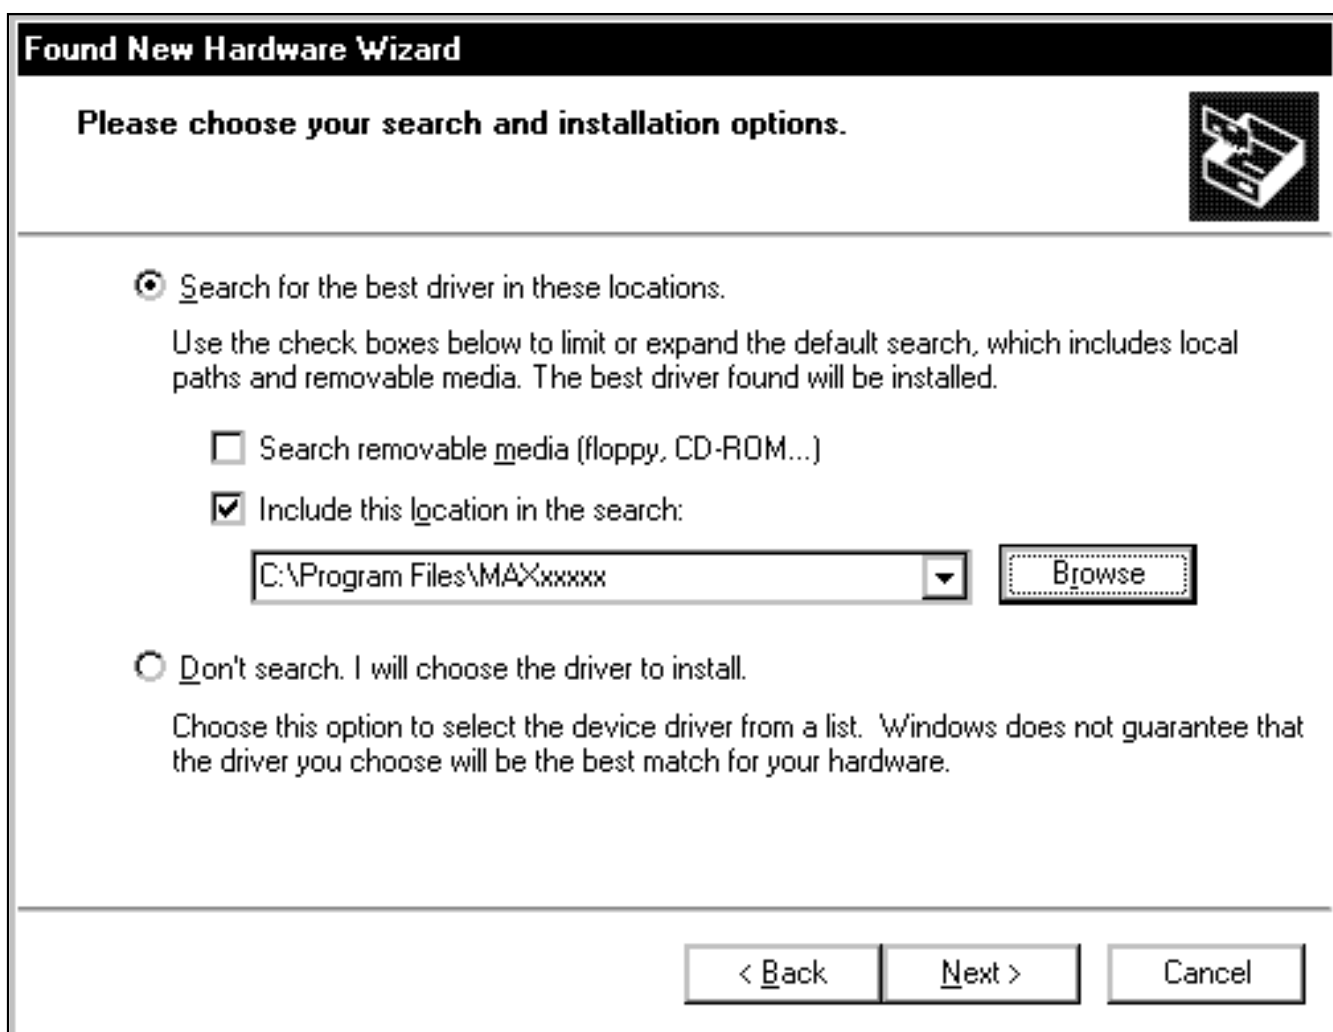 Found New Hardware Wizard
Please choose your search and installation options.
Search for the best driver in these locations.
Use the check boxes below to limit or expand the default search, which includes local
paths and removable media. The best driver found will be installed.
Search removable media (floppy, CD-ROM...)
Include this location in the search:
C:\Program Files\MAXxxxxx
Browse
Don't search. I will choose the driver to install.
Choose this option to select the device driver from a list.  Windows does not guarantee that
the driver you choose will be the best match for your hardware.
< Back
Next >
Cancel